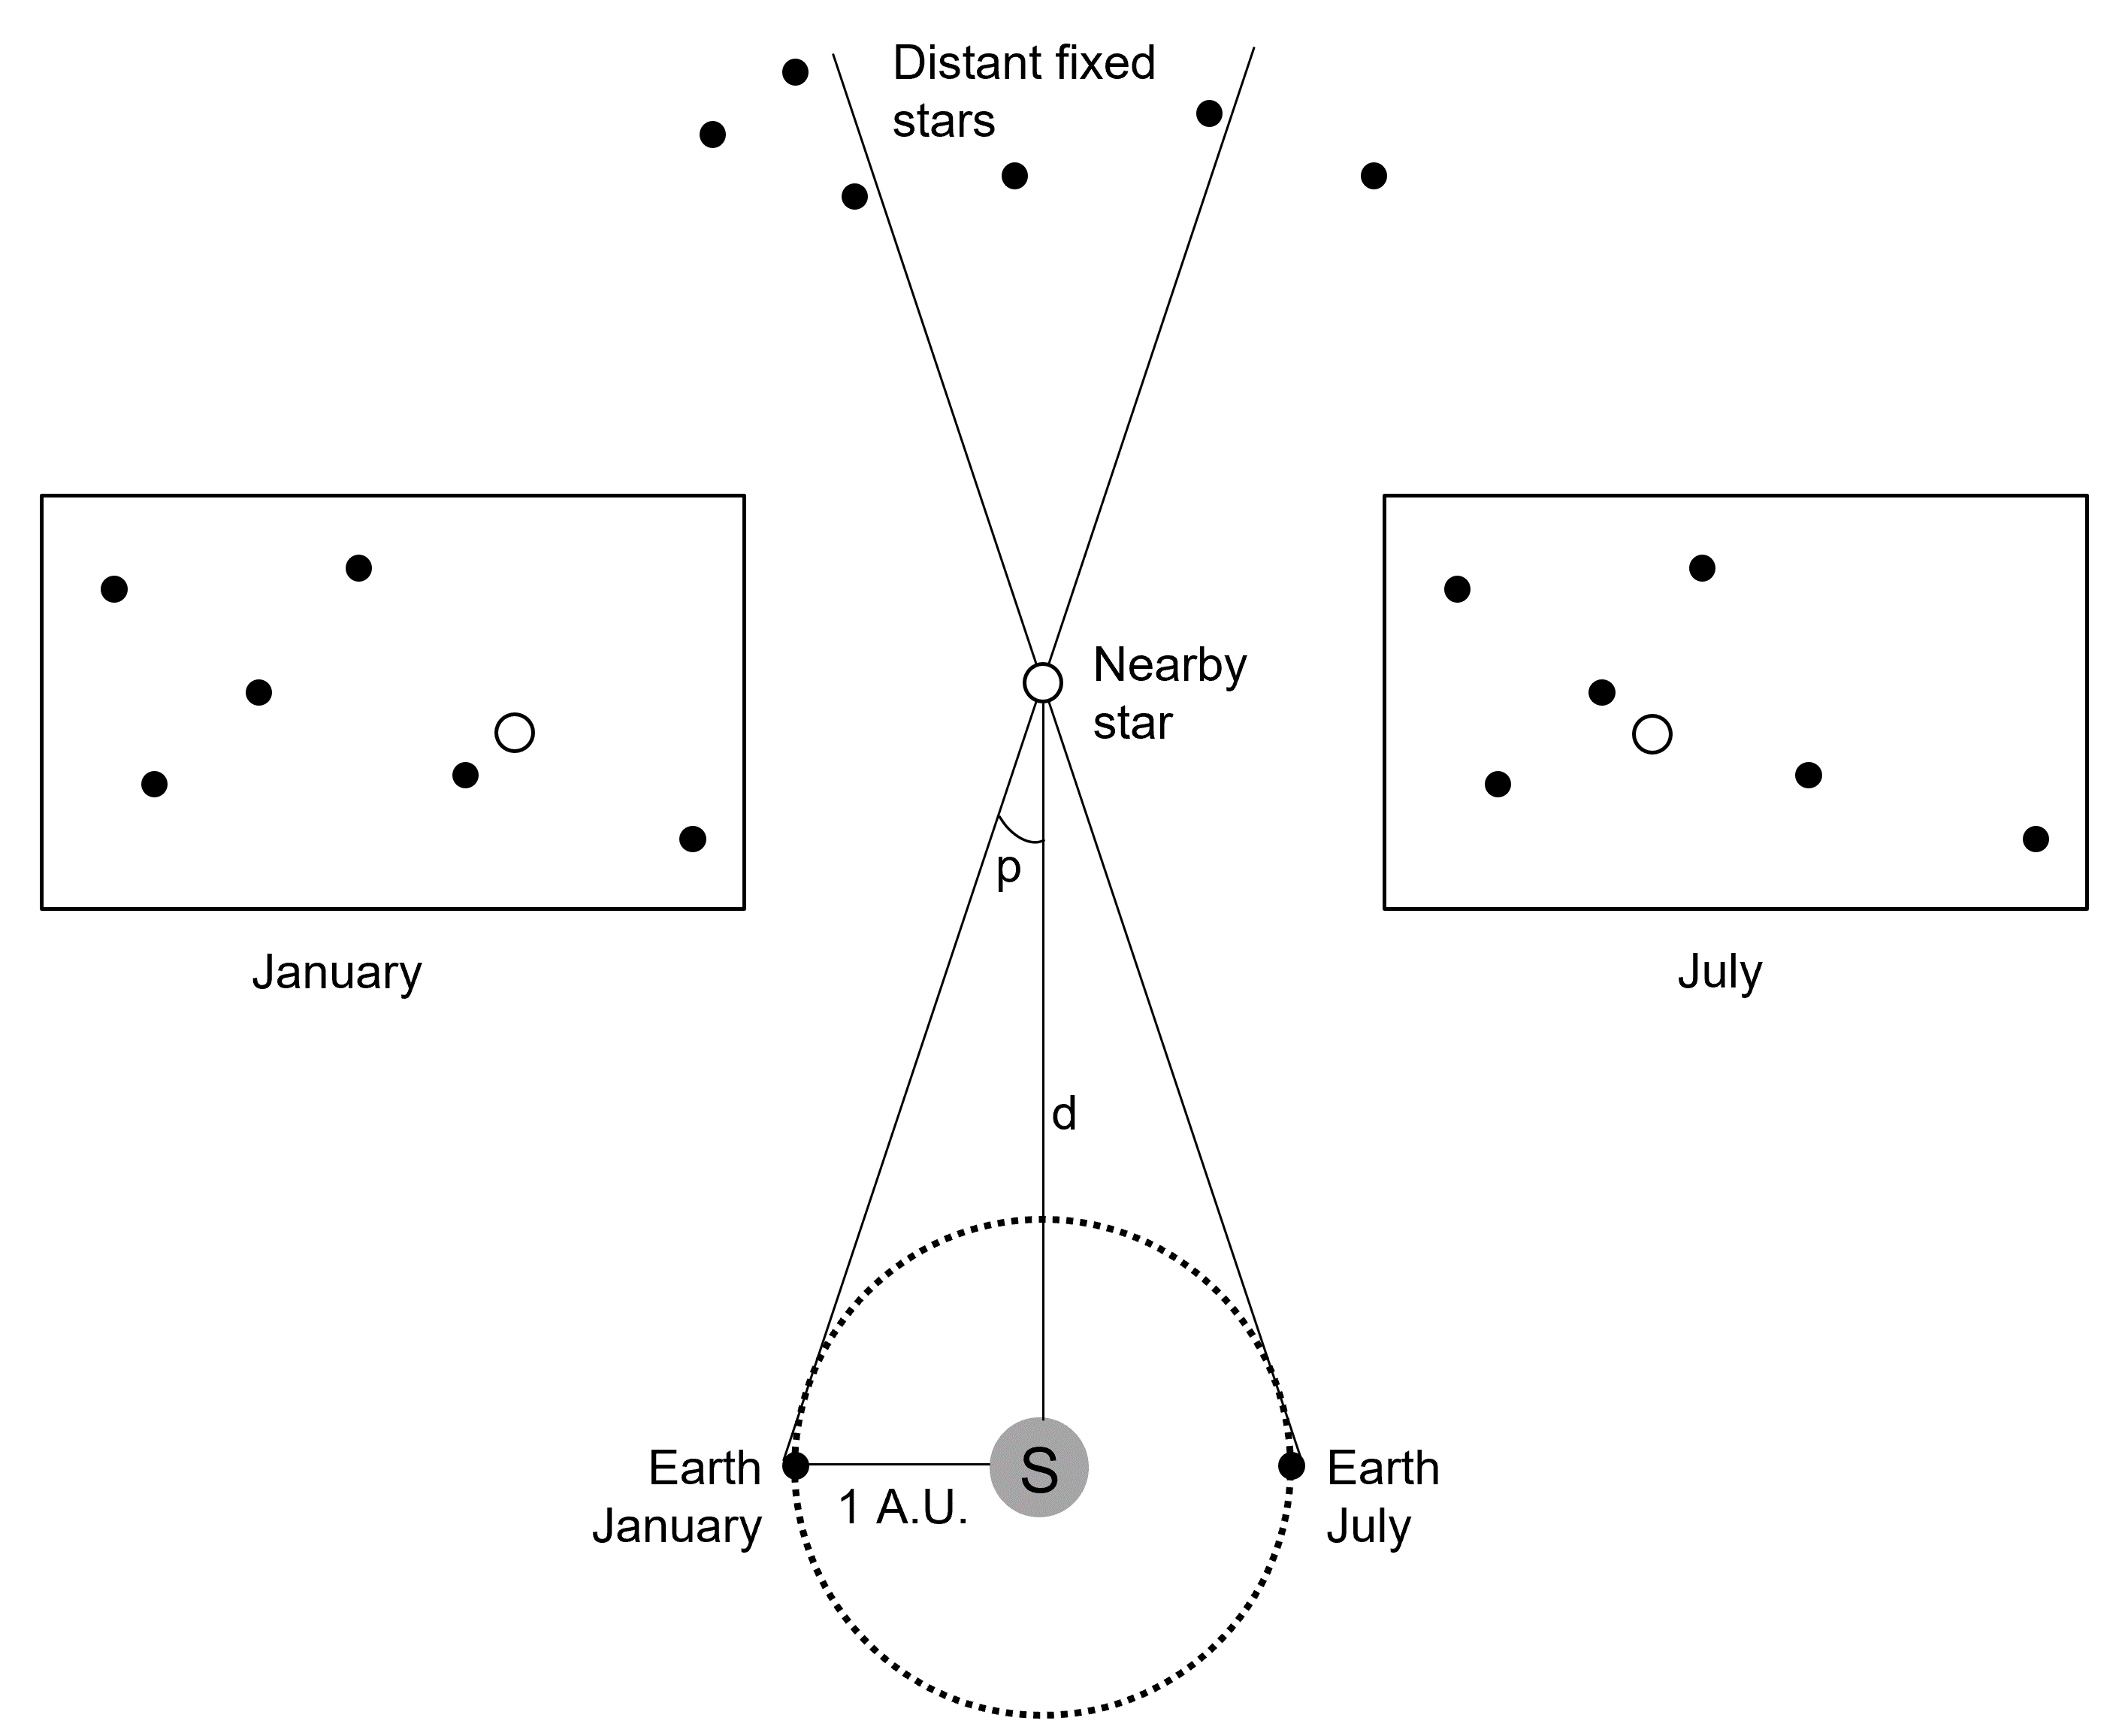 Distant fixed
stars
Nearby
star
p
January
July
d
Earth
January
1 A.U.
S
Earth
July